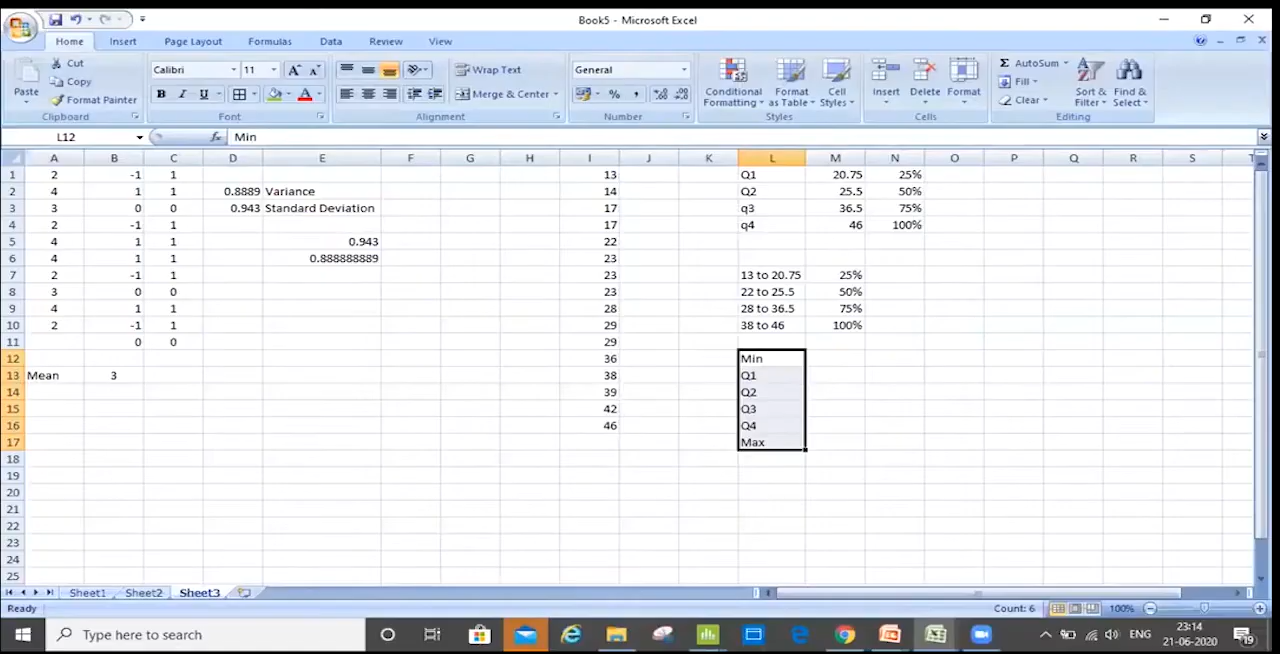 Book5 - Microsoft Excel
Home Insert Page Layout Formulas Data Review View
Cut
Copy
Format Painter
Paste
Clipboard
Calibri 11
B I U
Font
Wrap Text
Merge & Center
Alignment
General
% ,
Number
Conditional Formatting
Format as Table
Cell Styles
Styles
Insert Delete Format
Cells
Σ AutoSum
Fill
Clear
Sort & Filter
Find & Select
Editing
L12 fx Min
A B C D E F G H I J K L M N O P Q R S T
1 2 -1 1 13 Q1 20.75 25%
2 4 1 1 0.8889 Variance 14 Q2 25.5 50%
3 3 0 0 0.943 Standard Deviation 17 q3 36.5 75%
4 2 -1 1 17 q4 46 100%
5 4 1 1 0.943 22
6 4 1 1 0.888888889 23
7 2 -1 1 23 13 to 20.75 25%
8 3 0 0 23 22 to 25.5 50%
9 4 1 1 28 28 to 36.5 75%
10 2 -1 1 29 38 to 46 100%
11 0 0 29
12 36 Min
13 Mean 3 38 Q1
14 39 Q2
15 42 Q3
16 46 Q4
17 Max
18
19
20
21
22
23
24
25
Sheet1 Sheet2 Sheet3
Ready Count: 6 100%
Type here to search
ENG
23:14
21-06-2020
19